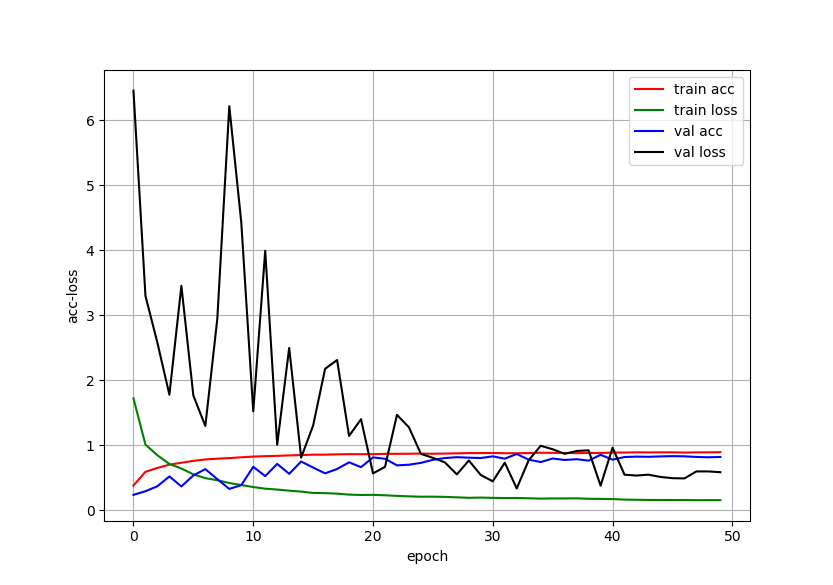 train acc
train loss
val acc
val loss
6
5
4
3
2
1
0
acc-loss
0 10 20 30 40 50
epoch